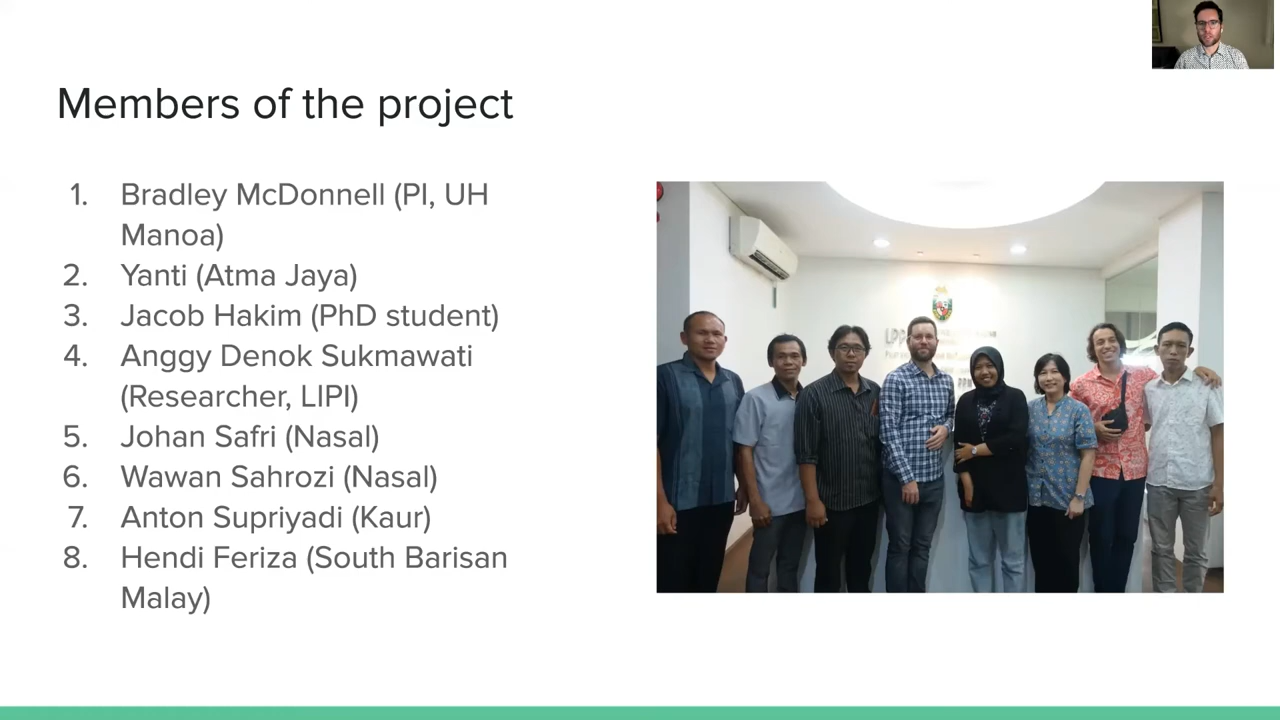 Members of the project
1. Bradley McDonnell (PI, UH
Manoa)
2. Yanti (Atma Jaya)
3. Jacob Hakim (PhD student)
4. Anggy Denok Sukmawati
(Researcher, LIPI)
5. Johan Safri (Nasal)
6. Wawan Sahrozi (Nasal)
7. Anton Supriyadi (Kaur)
8. Hendi Feriza (South Barisan
Malay)